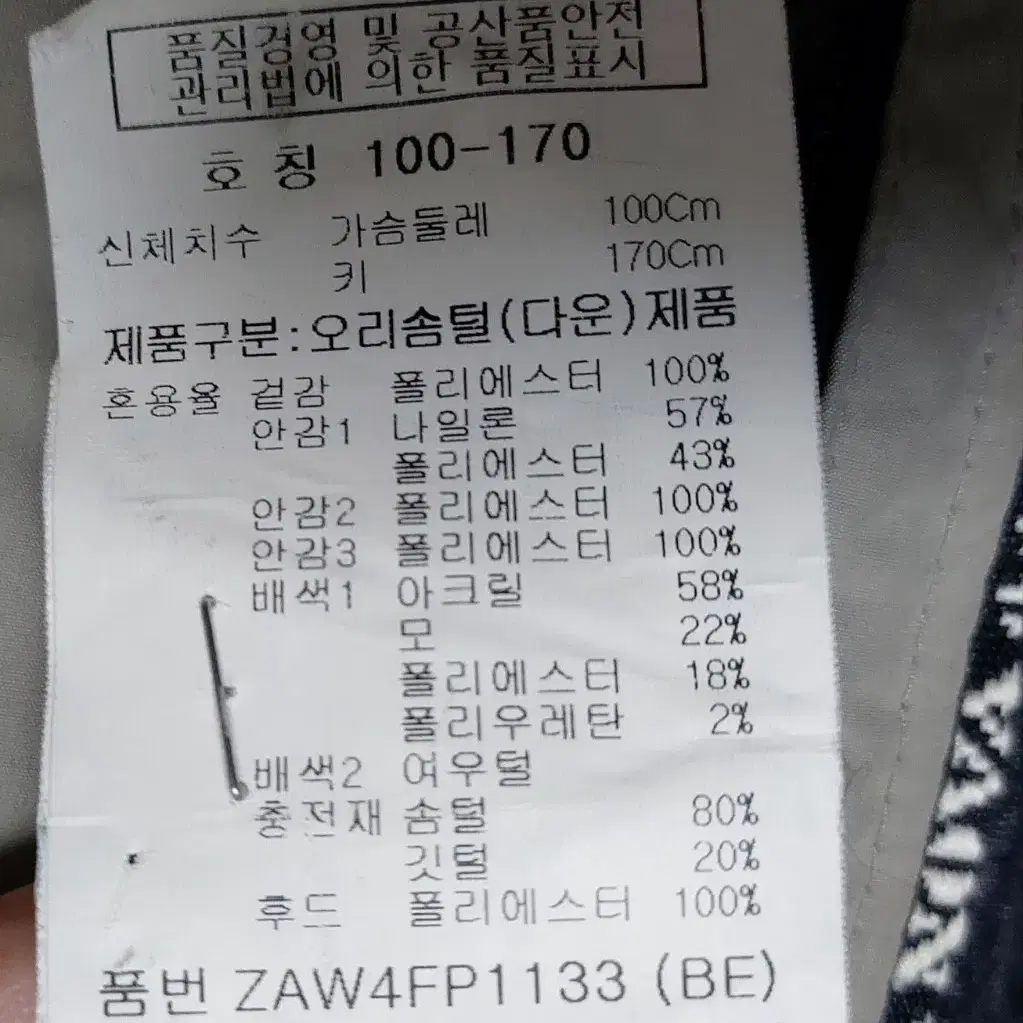 품질경영 및 공산품안전
관리법에 의한 품질표시
호 칭 100-170
신체치수 가슴둘레 100Cm
키 170Cm
제품구분:오리솜털(다운)제품
혼용율 겉감 폴리에스터 100%
안감1 나일론 57%
폴리에스터 43%
안감2 폴리에스터 100%
안감3 폴리에스터 100%
배색1 아크릴 58%
모 22%
폴리에스터 18%
폴리우레탄 2%
배색2 여우털
충전재 솜털 80%
깃털 20%
후드 폴리에스터 100%
품번 ZAW4FP1133 (BE)